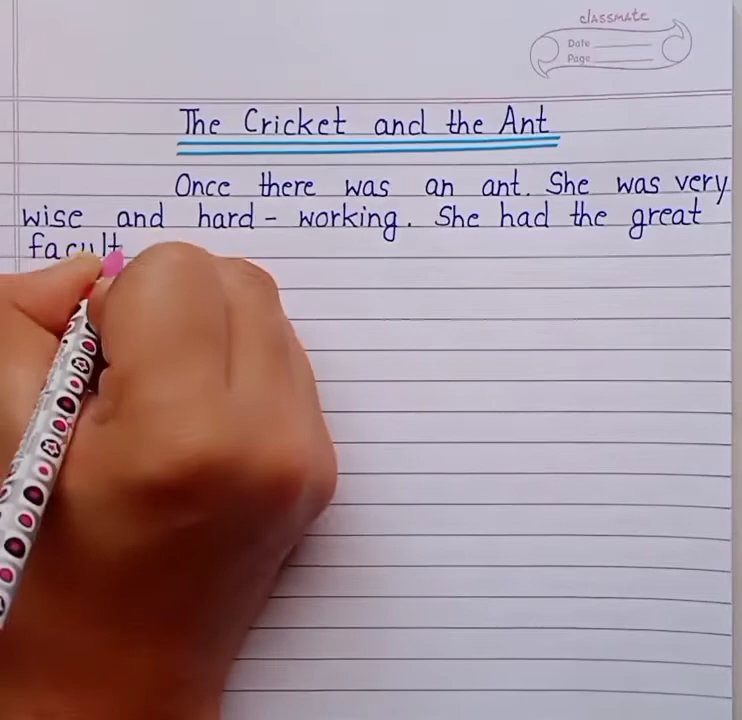 classmate
Date
Page
The Cricket and the Ant
Once there was an ant. She was very
wise and hard - working. She had the great
facult